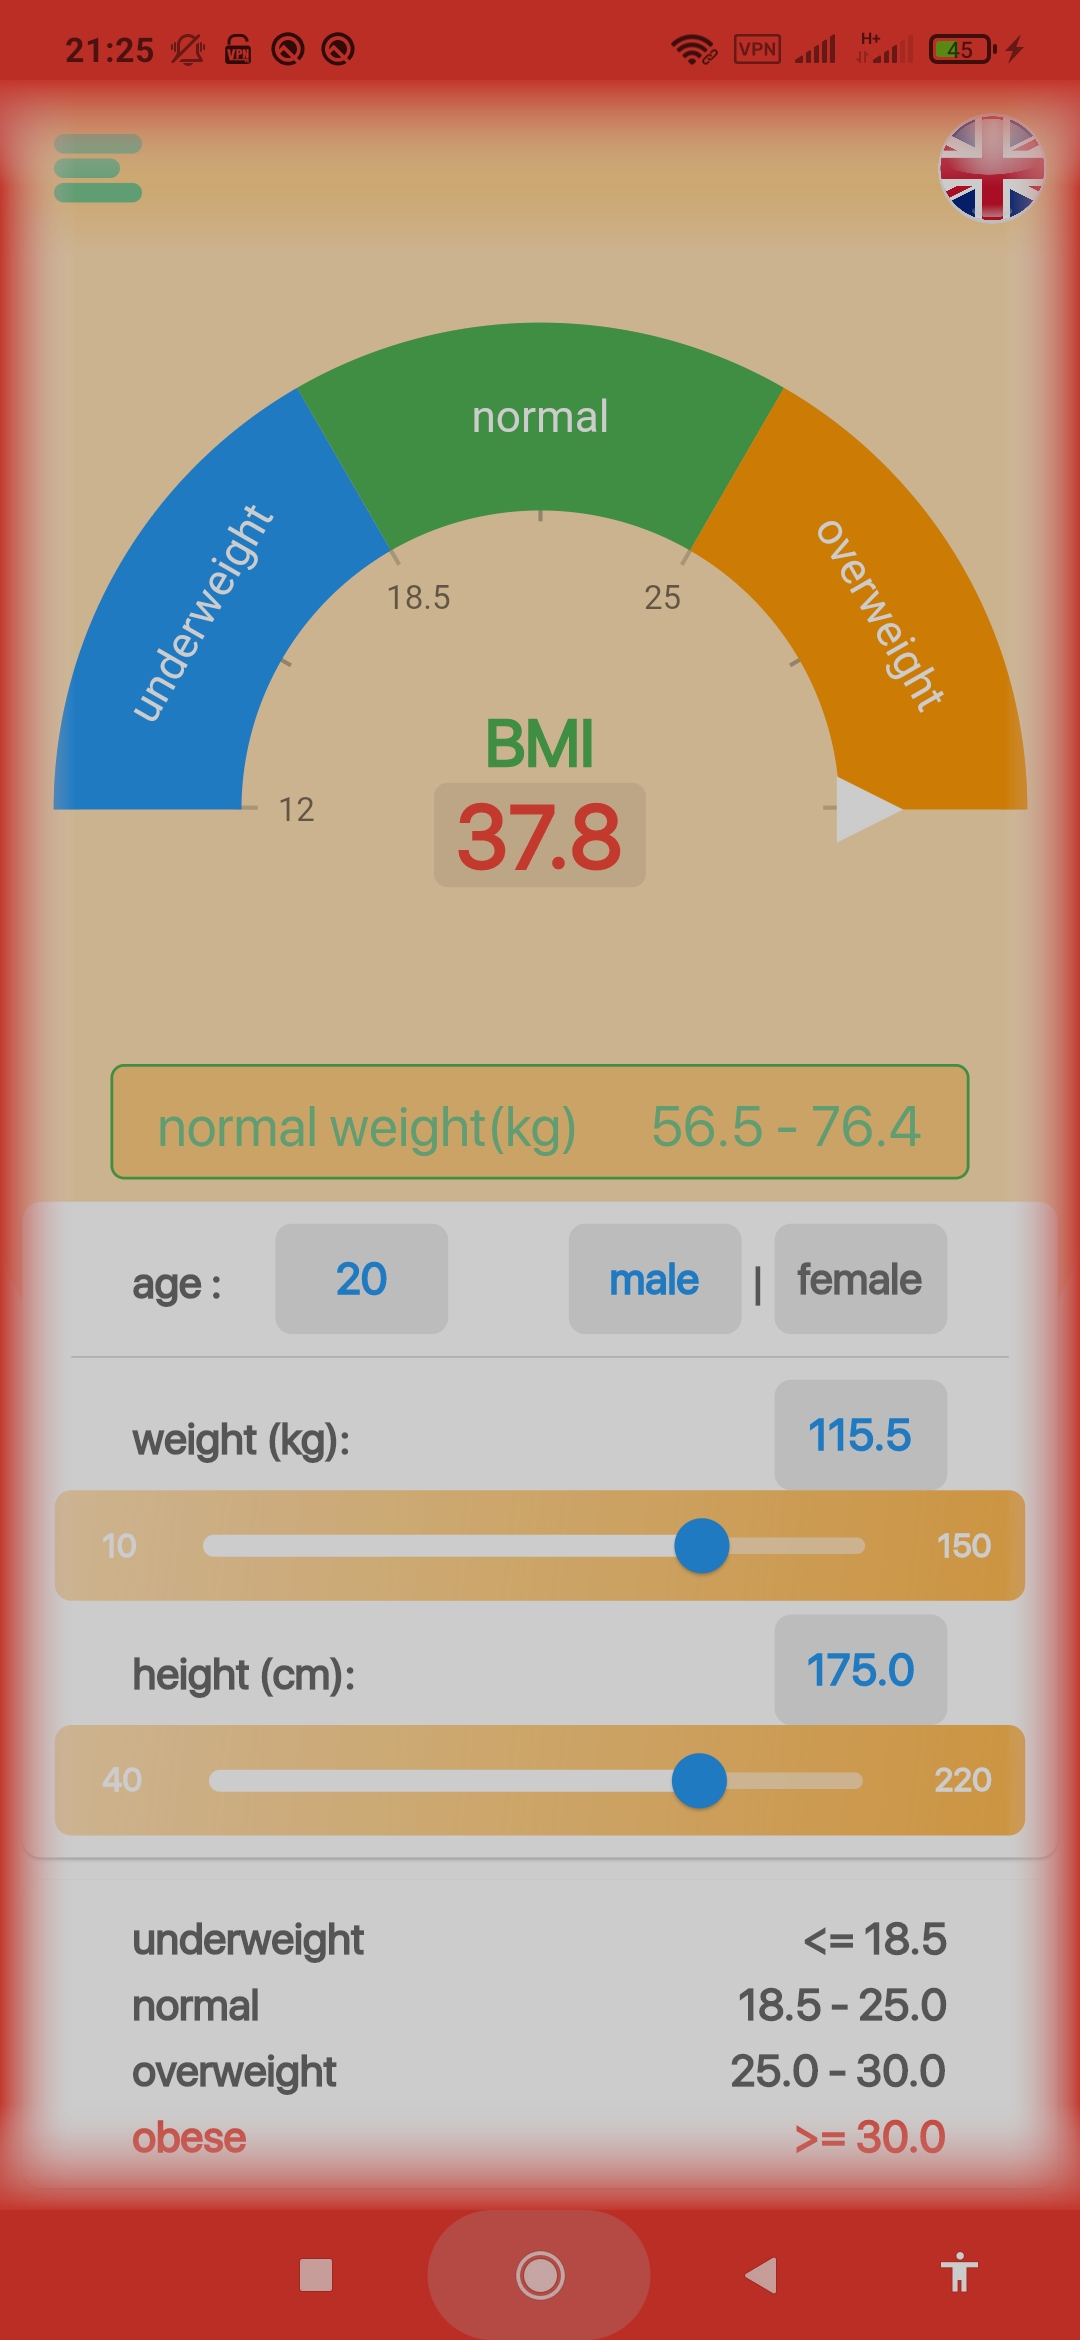 21:25 VPN VPN H+ 45
normal
underweight
overweight
18.5 25
BMI
12
37.8
normal weight(kg) 56.5 - 76.4
age : 20 male | female
weight (kg): 115.5
10 150
height (cm): 175.0
40 220
underweight <= 18.5
normal 18.5 - 25.0
overweight 25.0 - 30.0
obese >= 30.0